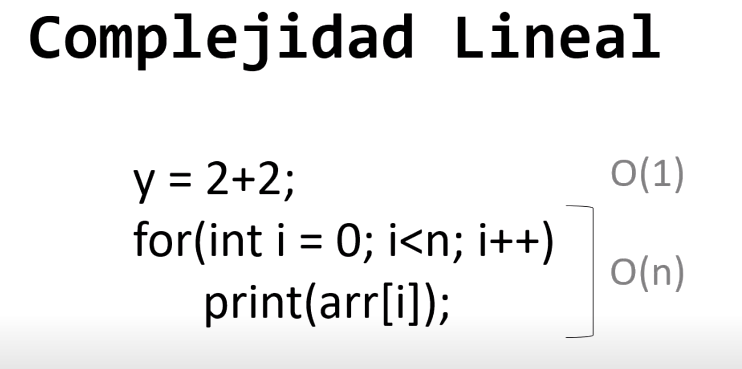 Complejidad Lineal
y = 2+2;
O(1)
for(int i = 0; i<n; i++)
print(arr[i]);
O(n)